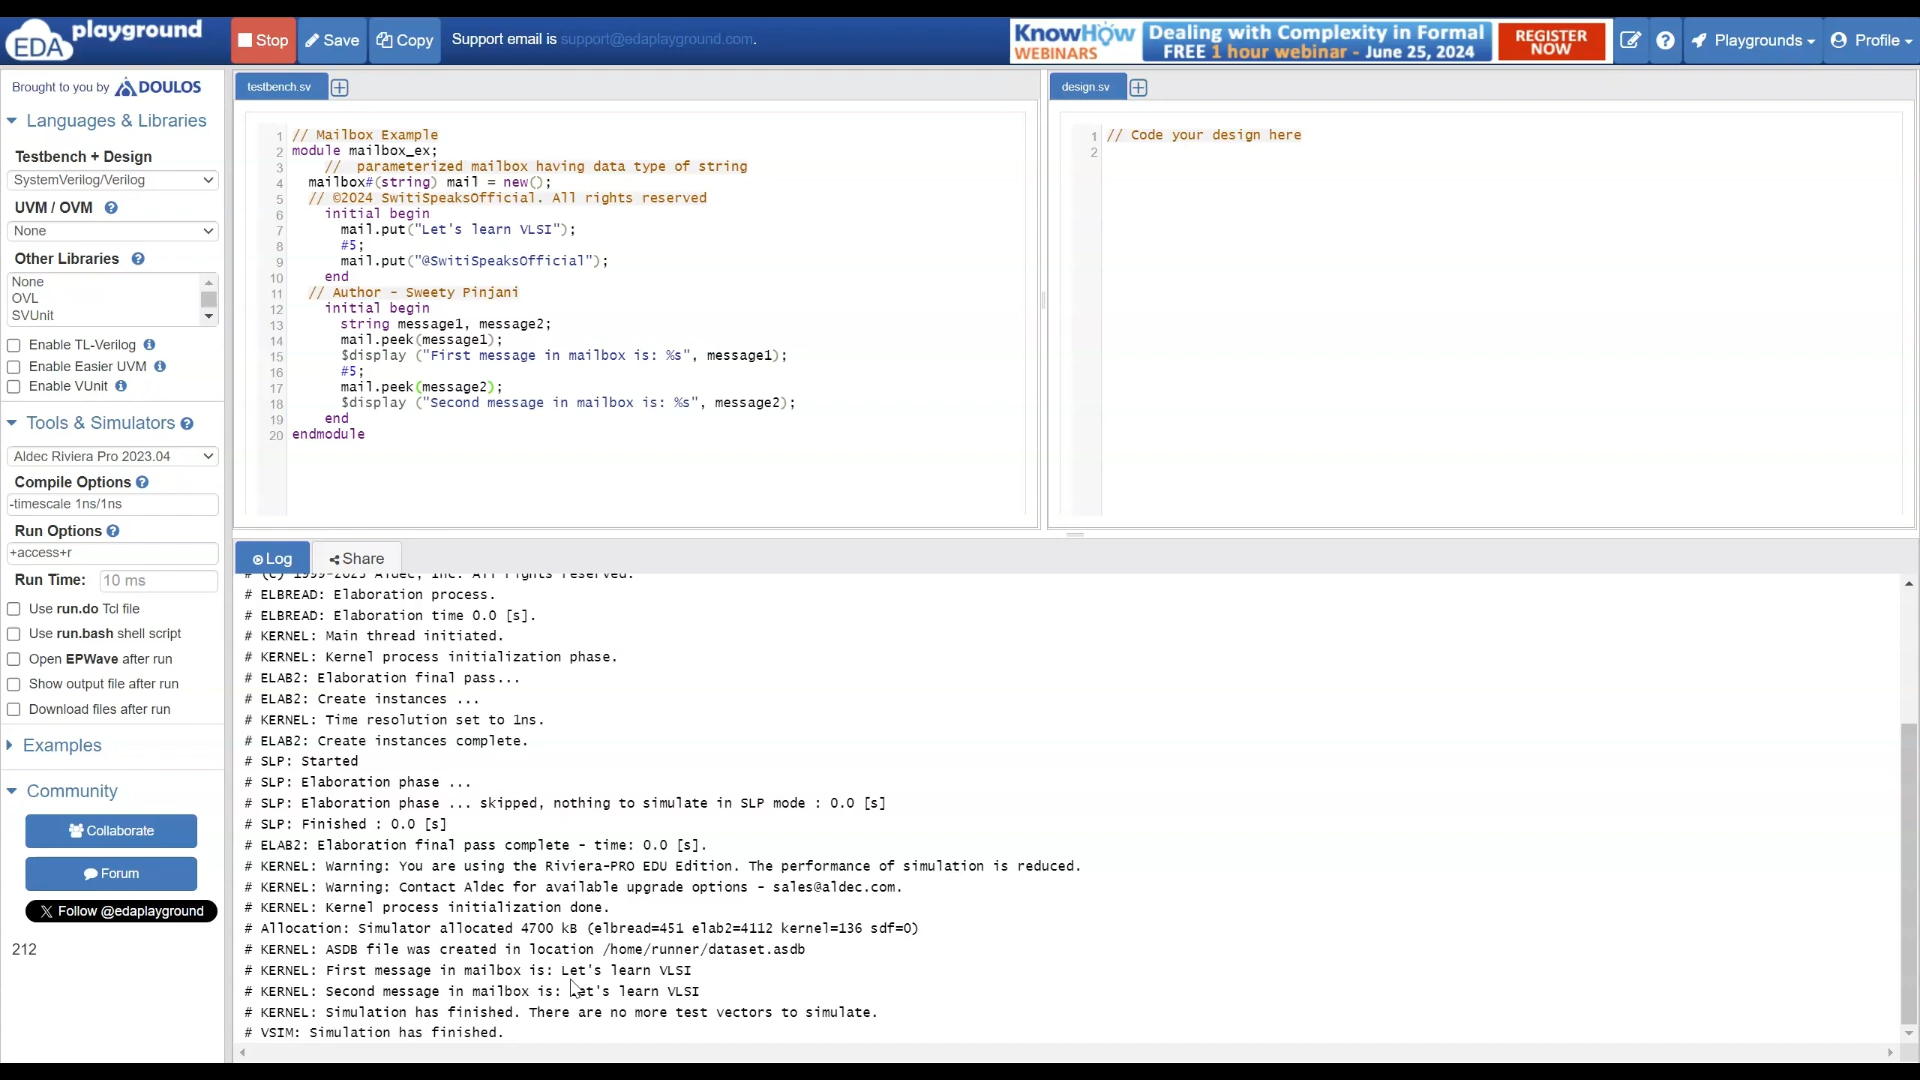 EDA playground
Stop
Save
Copy
Support email is support@edaplayground.com.
KnowHow WEBINARS
Dealing with Complexity in Formal
FREE 1 hour webinar - June 25, 2024
REGISTER NOW
Playgrounds
Profile
Brought to you by DOULOS
Languages & Libraries
Testbench + Design
SystemVerilog/Verilog
UVM / OVM
None
Other Libraries
None
OVL
SVUnit
Enable TL-Verilog
Enable Easier UVM
Enable VUnit
Tools & Simulators
Aldec Riviera Pro 2023.04
Compile Options
-timescale 1ns/1ns
Run Options
+access+r
Run Time: 10 ms
Use run.do Tcl file
Use run.bash shell script
Open EPWave after run
Show output file after run
Download files after run
Examples
Community
Collaborate
Forum
Follow @edaplayground
212
testbench.sv
1 // Mailbox Example
2 module mailbox_ex;
3 // parameterized mailbox having data type of string
4 mailbox#(string) mail = new();
5 // ©2024 SwitiSpeaksOfficial. All rights reserved
6 initial begin
7 mail.put("Let's learn VLSI");
8 #5;
9 mail.put("@SwitiSpeaksOfficial");
10 end
11 // Author - Sweety Pinjani
12 initial begin
13 string message1, message2;
14 mail.peek(message1);
15 $display ("First message in mailbox is: %s", message1);
16 #5;
17 mail.peek(message2);
18 $display ("Second message in mailbox is: %s", message2);
19 end
20 endmodule
design.sv
1 // Code your design here
2
Log
Share
# (c) 1999-2023 Aldec, Inc. All rights reserved.
# ELBREAD: Elaboration process.
# ELBREAD: Elaboration time 0.0 [s].
# KERNEL: Main thread initiated.
# KERNEL: Kernel process initialization phase.
# ELAB2: Elaboration final pass...
# ELAB2: Create instances ...
# KERNEL: Time resolution set to 1ns.
# ELAB2: Create instances complete.
# SLP: Started
# SLP: Elaboration phase ...
# SLP: Elaboration phase ... skipped, nothing to simulate in SLP mode : 0.0 [s]
# SLP: Finished : 0.0 [s]
# ELAB2: Elaboration final pass complete - time: 0.0 [s].
# KERNEL: Warning: You are using the Riviera-PRO EDU Edition. The performance of simulation is reduced.
# KERNEL: Warning: Contact Aldec for available upgrade options - sales@aldec.com.
# KERNEL: Kernel process initialization done.
# Allocation: Simulator allocated 4700 kB (elbread=451 elab2=4112 kernel=136 sdf=0)
# KERNEL: ASDB file was created in location /home/runner/dataset.asdb
# KERNEL: First message in mailbox is: Let's learn VLSI
# KERNEL: Second message in mailbox is: Let's learn VLSI
# KERNEL: Simulation has finished. There are no more test vectors to simulate.
# VSIM: Simulation has finished.